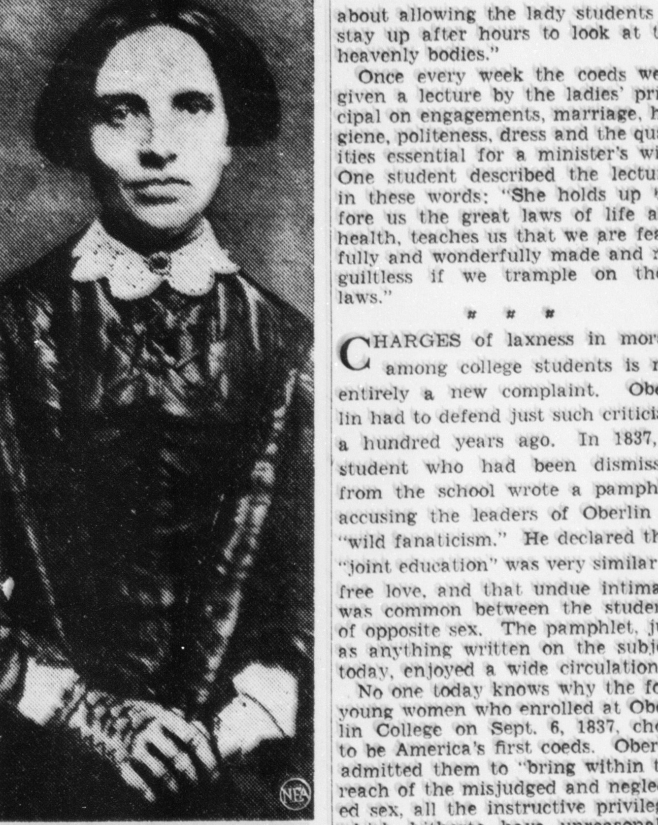 NEA
about allowing the lady students
stay up after hours to look at t
heavenly bodies."
Once every week the coeds we
given a lecture by the ladies' pri
cipal on engagements, marriage, h
giene, politeness, dress and the qua
ities essential for a minister's wi
One student described the lectur
in these words: "She holds up
fore us the great laws of life a
health, teaches us that we are fea
fully and wonderfully made and n
guiltless if we trample on the
laws."
# # #
CHARGES of laxness in mor
among college students is n
entirely a new complaint. Obe
lin had to defend just such criticis
a hundred years ago. In 1837,
student who had been dismiss
from the school wrote a pamph
accusing the leaders of Oberlin
"wild fanaticism." He declared th
"joint education" was very similar
free love, and that undue intima
was common between the studen
of opposite sex. The pamphlet, ju
as anything written on the subje
today, enjoyed a wide circulation
No one today knows why the fo
young women who enrolled at Obe
lin College on Sept. 6, 1837, cho
to be America's first coeds. Ober
admitted them to "bring within t
reach of the misjudged and neglec
ed sex, all the instructive privileg